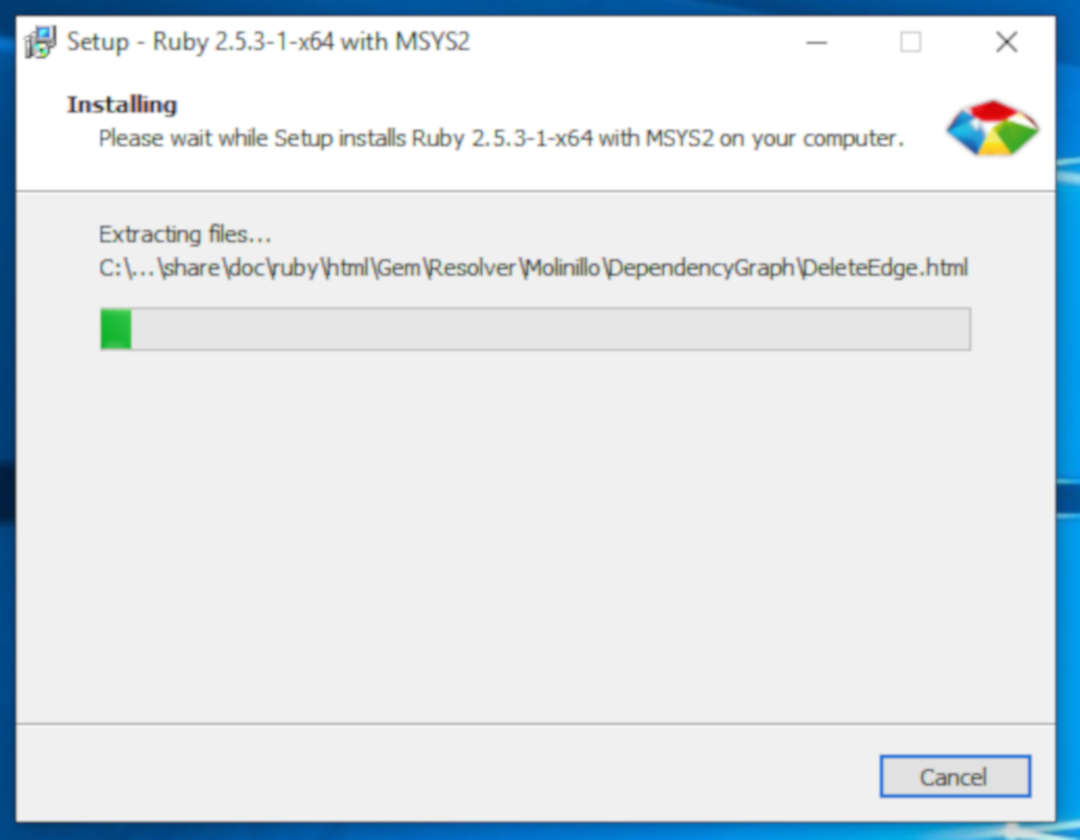 Setup - Ruby 2.5.3-1-x64 with MSYS2
Installing
Please wait while Setup installs Ruby 2.5.3-1-x64 with MSYS2 on your computer.
Extracting files...
C:\...\share\doc\ruby\html\Gem\Resolver\Molinillo\DependencyGraph\DeleteEdge.html
Cancel